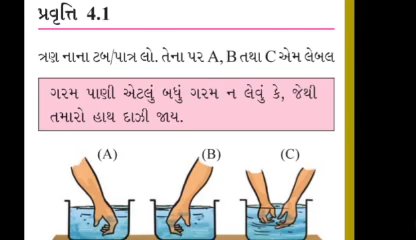 પ્રવૃત્તિ 4.1
ત્રણ નાના ટબ/પાત્ર લો. તેના પર A, B તથા C એમ લેબલ
ગરમ પાણી એટલું બધું ગરમ ન લેવું કે, જેથી
તમારો હાથ દાઝી જાય.
(A) (B) (C)